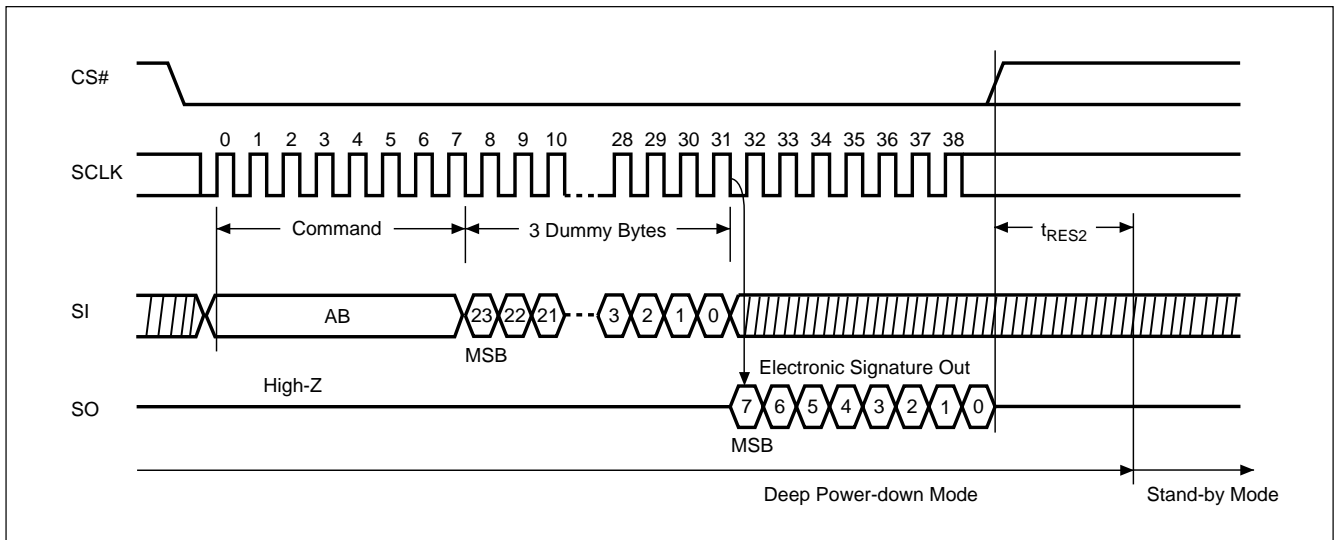 CS#
0 1 2 3 4 5 6 7 8 9 10 28 29 30 31 32 33 34 35 36 37 38
SCLK
Command
3 Dummy Bytes
tRES2
SI
AB
23 22 21 3 2 1 0
MSB
Electronic Signature Out
High-Z
SO
7 6 5 4 3 2 1 0
MSB
Deep Power-down Mode
Stand-by Mode